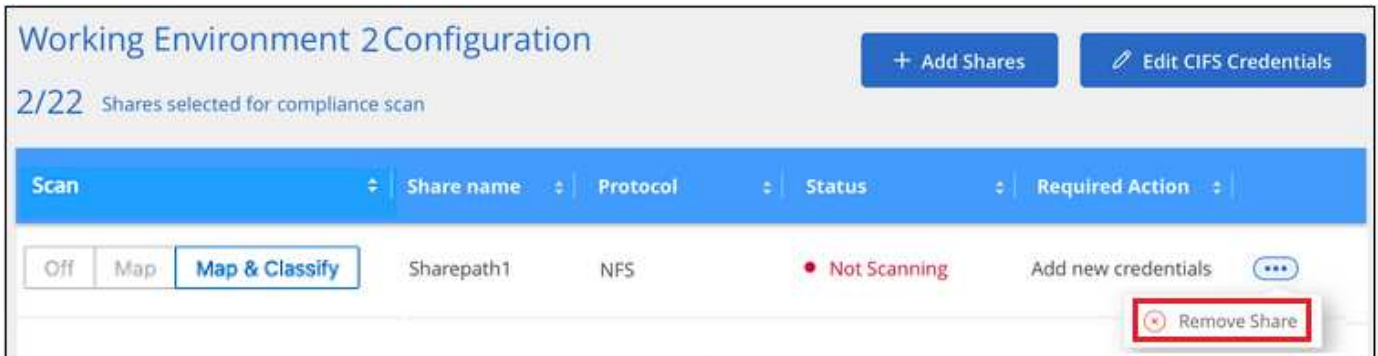 Working Environment 2 Configuration
+ Add Shares
Edit CIFS Credentials
2/22 Shares selected for compliance scan
Scan Share name Protocol Status Required Action
Off Map Map & Classify Sharepath1 NFS Not Scanning Add new credentials
Remove Share